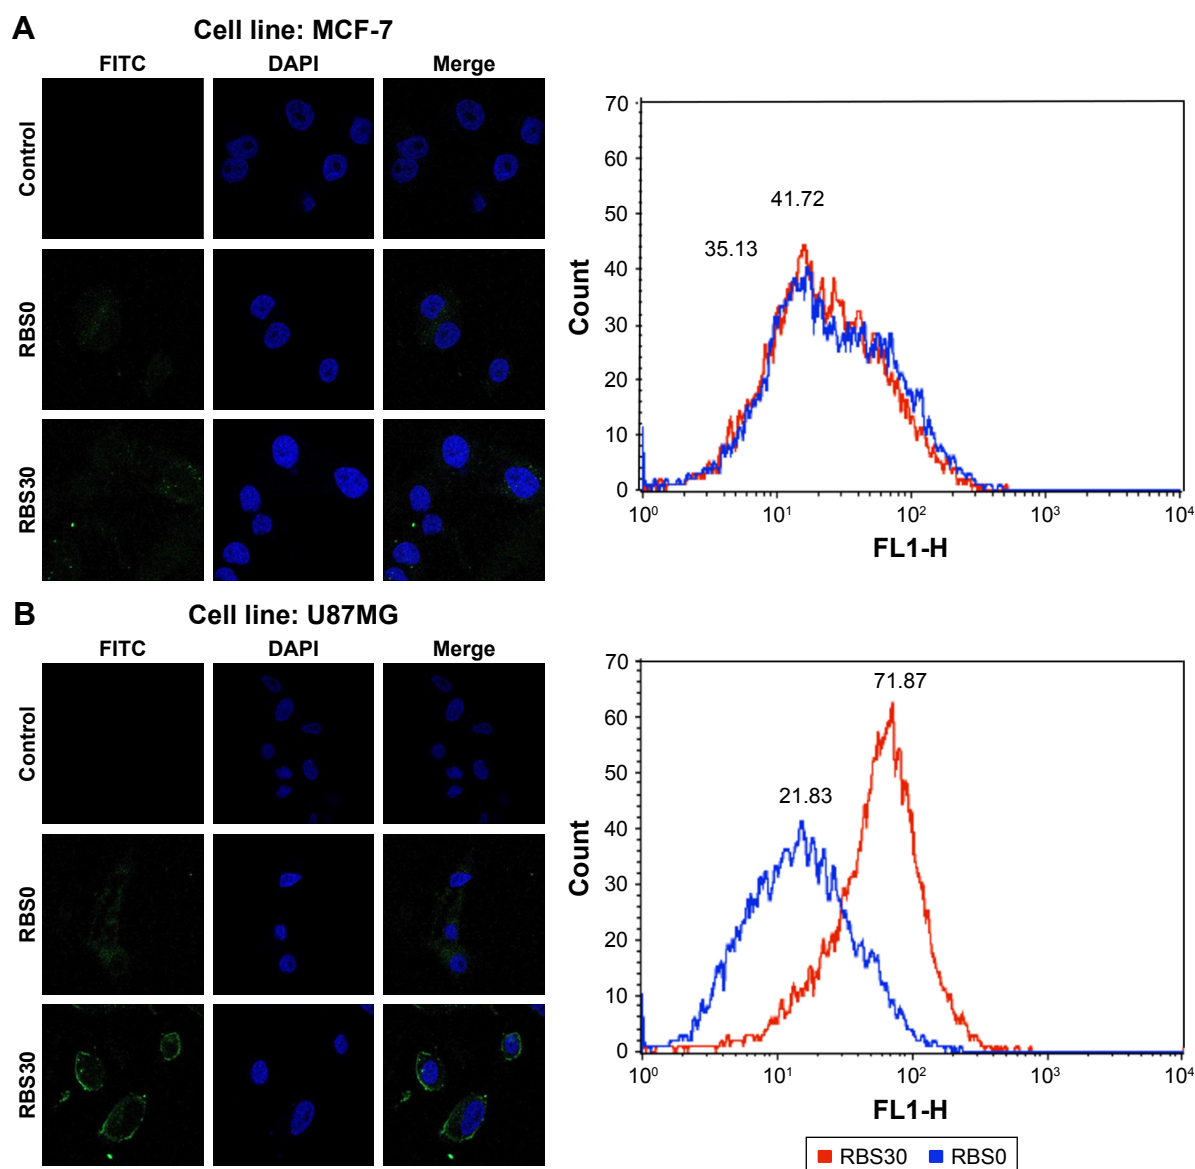 A
Cell line: MCF-7
FITC DAPI Merge
Control
RBS0
RBS30
70
60
50
40
30
20
10
0
Count
41.72
35.13
10⁰ 10¹ 10² 10³ 10⁴
FL1-H
B
Cell line: U87MG
FITC DAPI Merge
Control
RBS0
RBS30
70
60
50
40
30
20
10
0
Count
71.87
21.83
10⁰ 10¹ 10² 10³ 10⁴
FL1-H
RBS30 RBS0